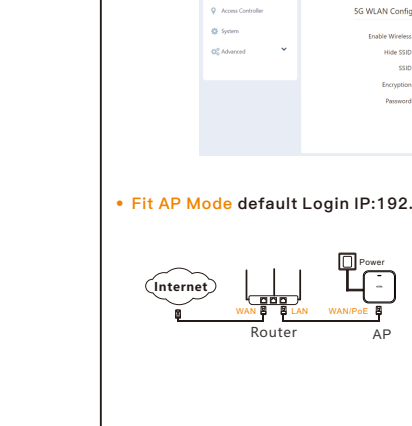 Access Controller
5G WLAN Config
System
Enable Wireless
Advanced
Hide SSID
SSID
Encryption
Password
• Fit AP Mode default Login IP:192.
Power
Internet
WAN
LAN
WAN/PoE
Router
AP